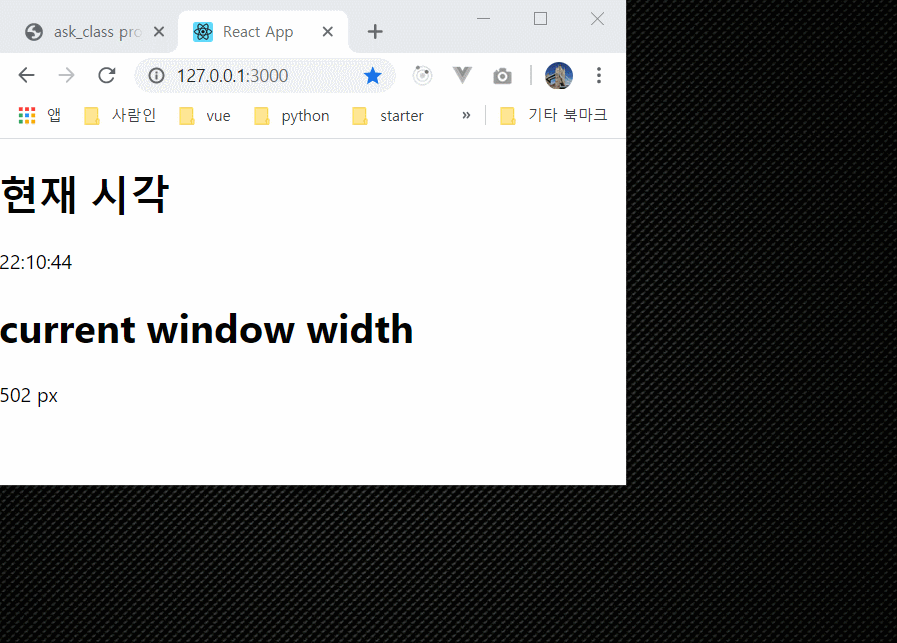 ask_class pro
React App
127.0.0.1:3000
앱 사람인 vue python starter » 기타 북마크
현재 시각
22:10:44
current window width
502 px